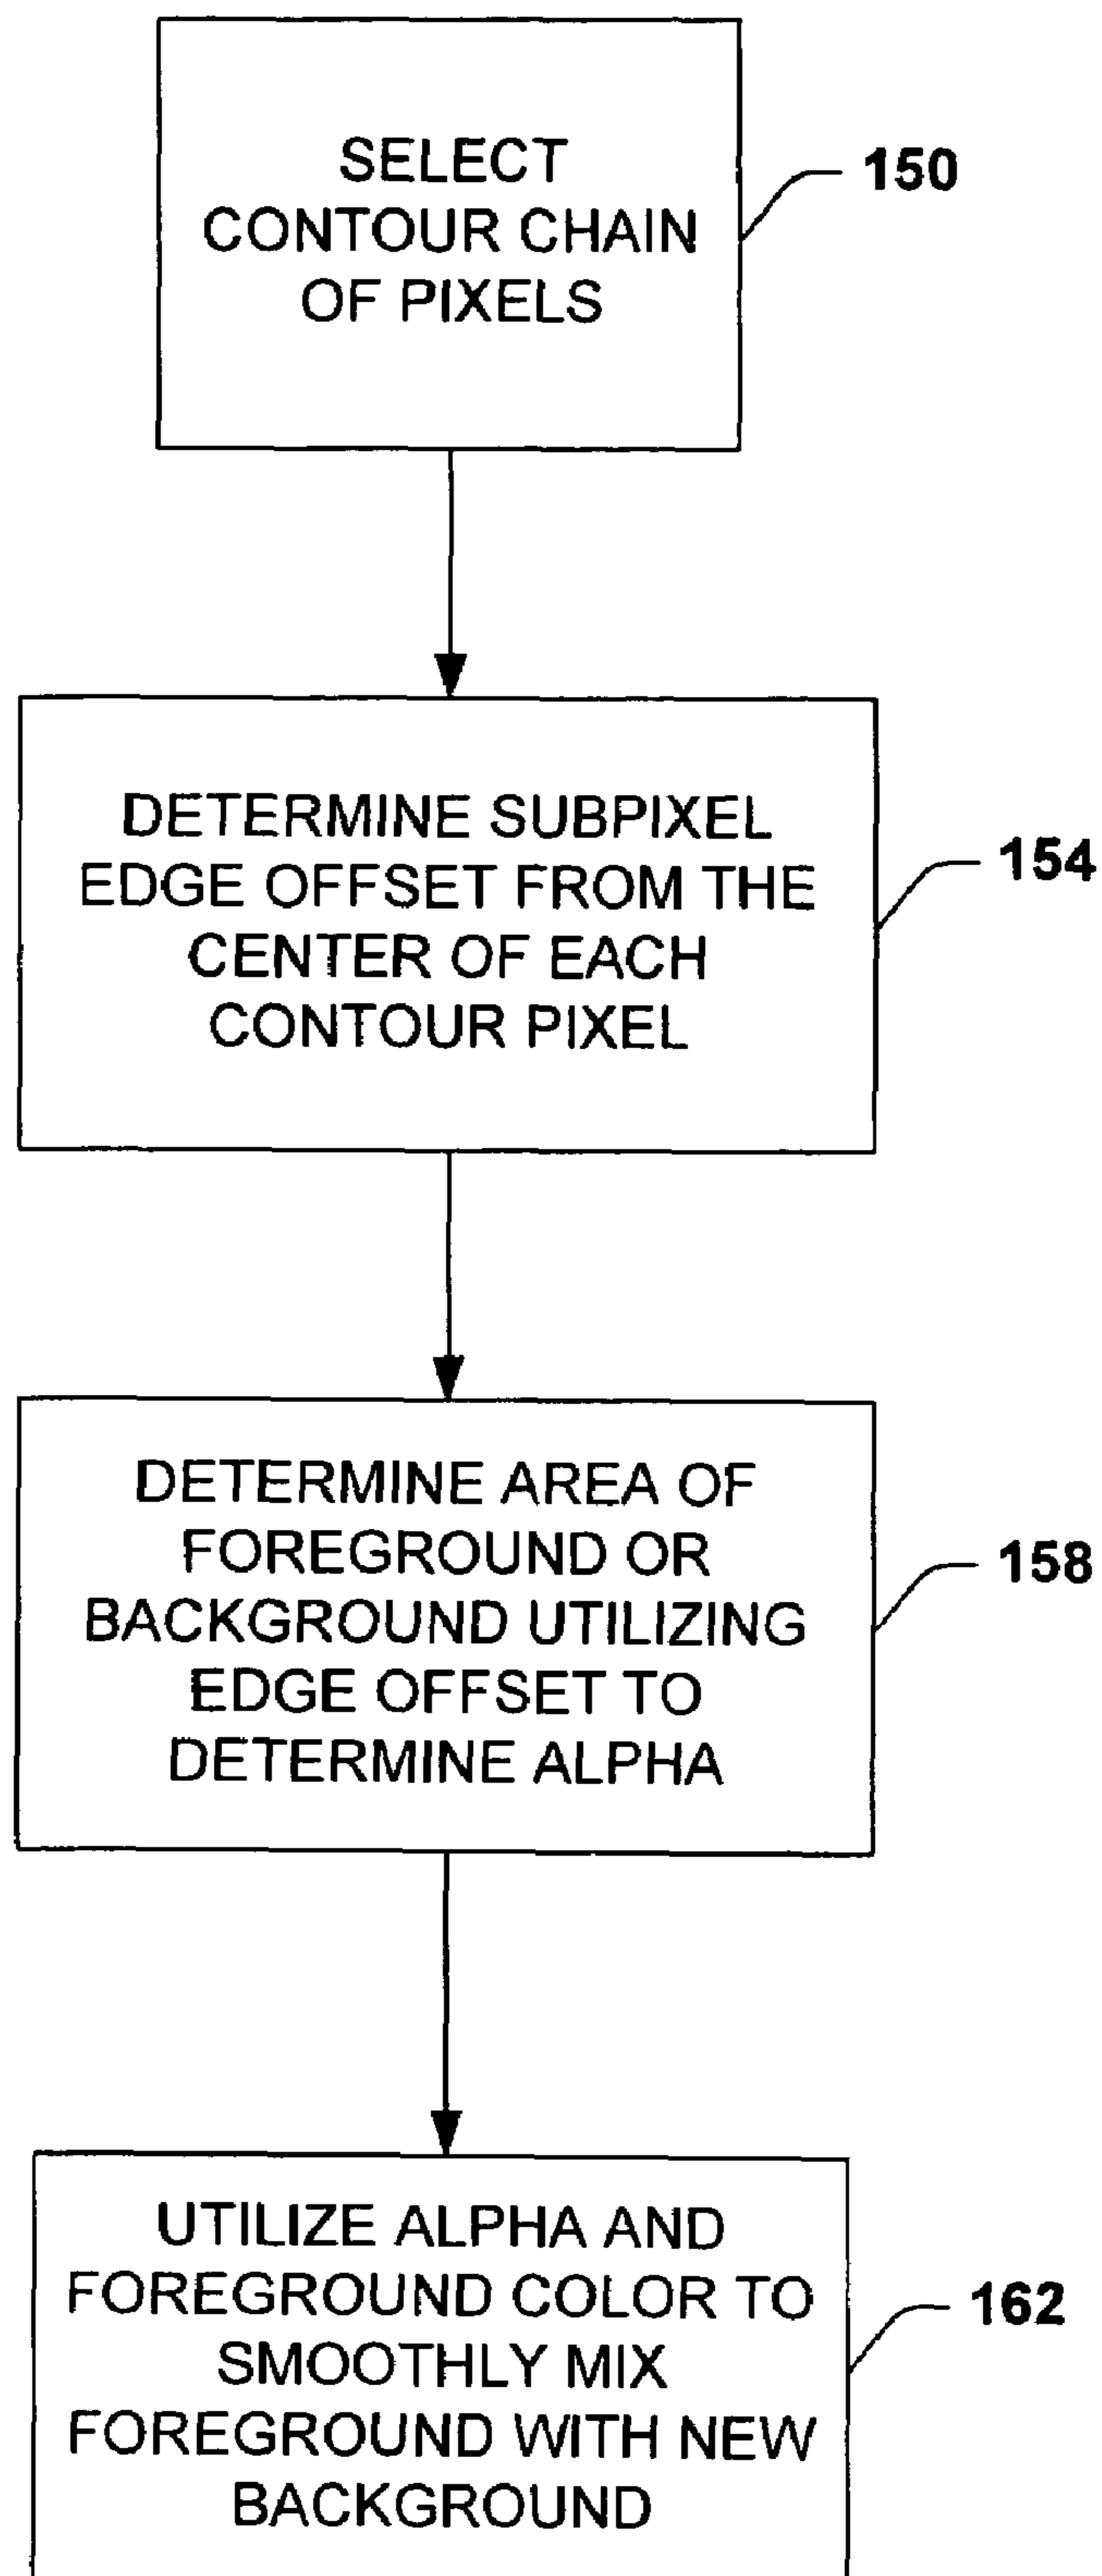 SELECT
CONTOUR CHAIN
OF PIXELS
150
DETERMINE SUBPIXEL
EDGE OFFSET FROM THE
CENTER OF EACH
CONTOUR PIXEL
154
DETERMINE AREA OF
FOREGROUND OR
BACKGROUND UTILIZING
EDGE OFFSET TO
DETERMINE ALPHA
158
UTILIZE ALPHA AND
FOREGROUND COLOR TO
SMOOTHLY MIX
FOREGROUND WITH NEW
BACKGROUND
162